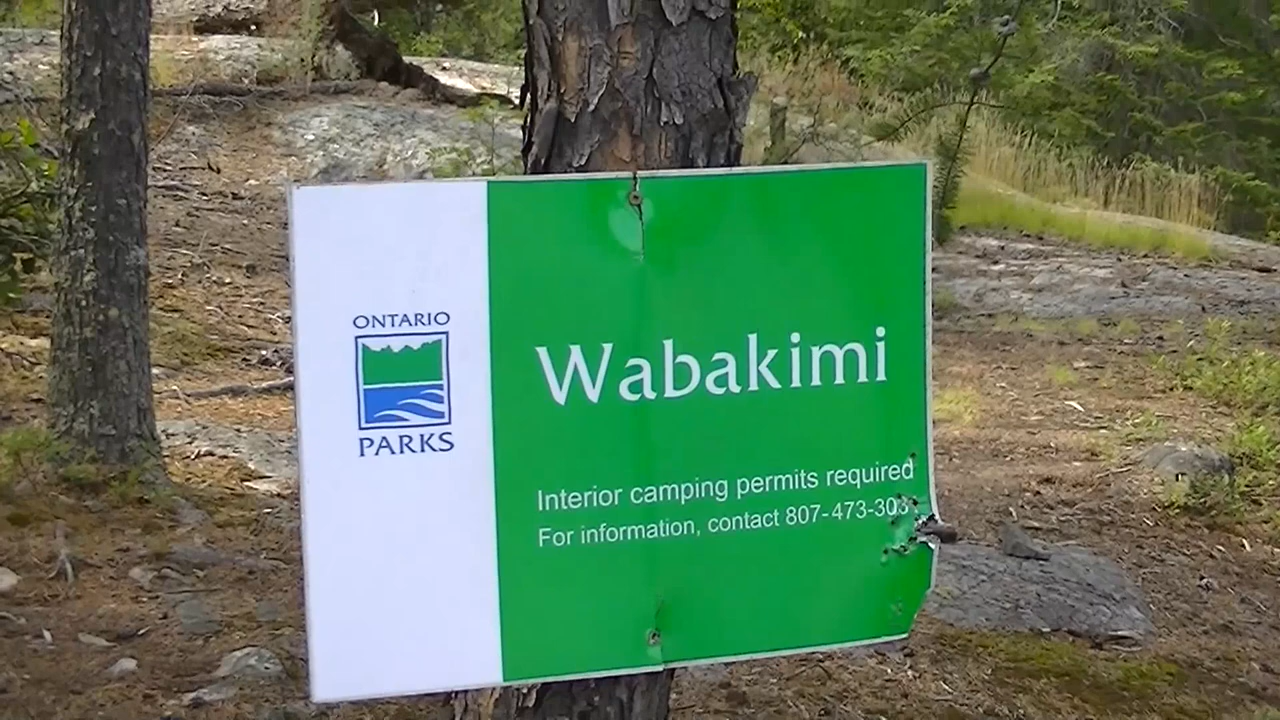 ONTARIO
PARKS
Wabakimi
Interior camping permits required
For information, contact